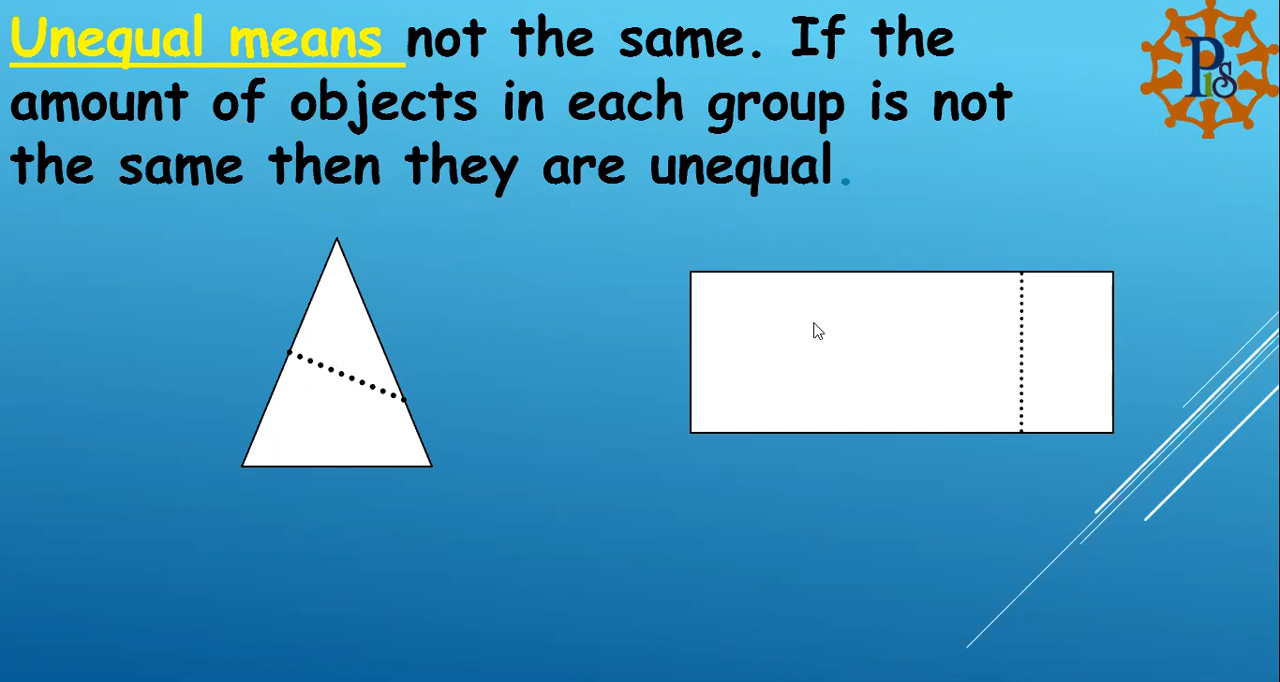 Unequal means not the same. If the
amount of objects in each group is not
the same then they are unequal.
PIS